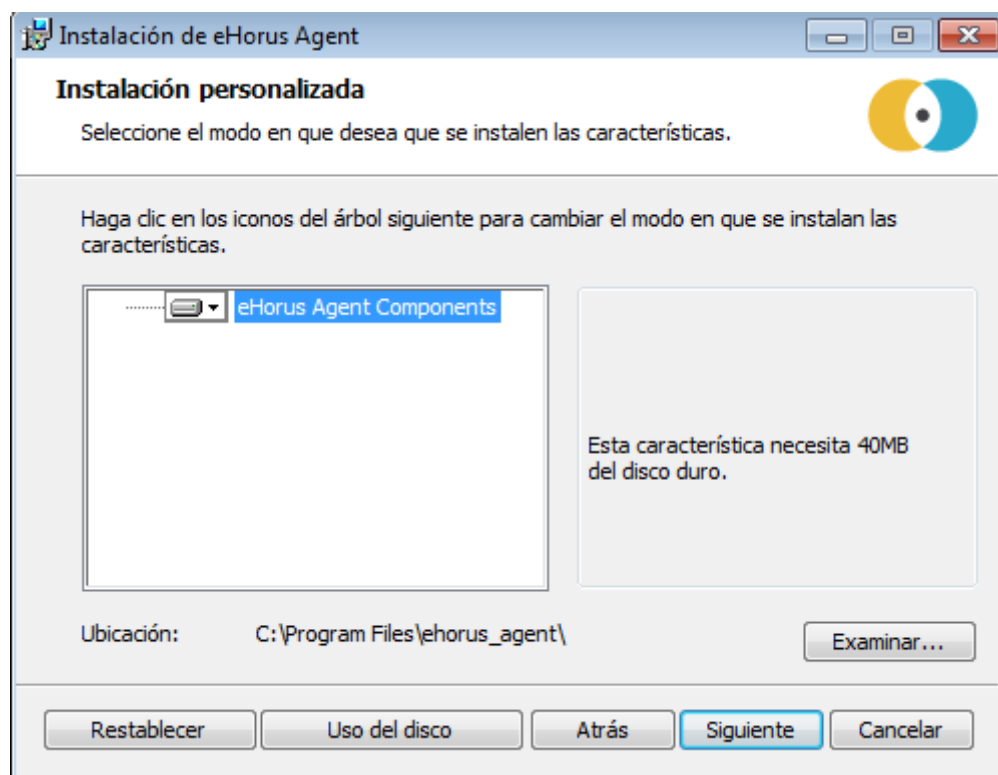 Instalación de eHorus Agent
Instalación personalizada
Seleccione el modo en que desea que se instalen las características.
Haga clic en los iconos del árbol siguiente para cambiar el modo en que se instalan las
características.
eHorus Agent Components
Esta característica necesita 40MB
del disco duro.
Ubicación: C:\Program Files\ehorus_agent\
Examinar...
Restablecer Uso del disco Atrás Siguiente Cancelar